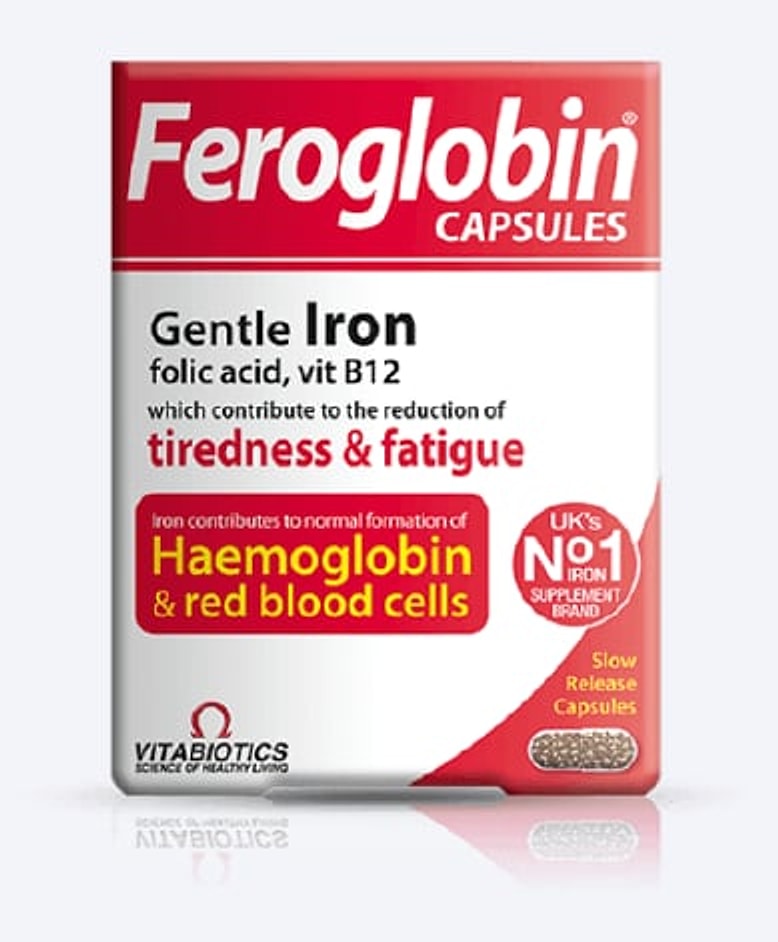 Feroglobin®
CAPSULES
Gentle Iron
folic acid, vit B12
which contribute to the reduction of
tiredness & fatigue
Iron contributes to normal formation of
Haemoglobin
& red blood cells
UK's
No1
IRON
SUPPLEMENT
BRAND
Slow
Release
Capsules
VITABIOTICS
SCIENCE OF HEALTHY LIVING